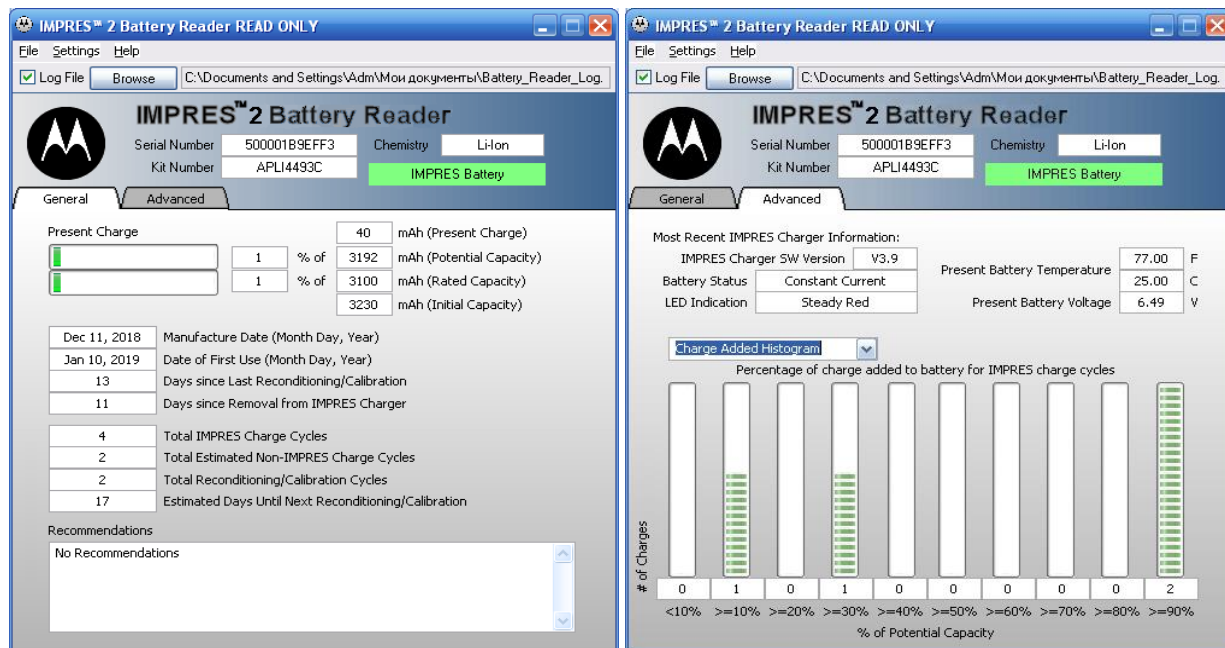 IMPRES™ 2 Battery Reader READ ONLY
File Settings Help
Log File Browse C:\Documents and Settings\Adm\Мои документы\Battery_Reader_Log.
IMPRES™ 2 Battery Reader
Serial Number 500001B9EFF3 Chemistry Li-Ion
Kit Number APLI4493C IMPRES Battery
General Advanced
Present Charge 40 mAh (Present Charge)
1 % of 3192 mAh (Potential Capacity)
1 % of 3100 mAh (Rated Capacity)
3230 mAh (Initial Capacity)
Dec 11, 2018 Manufacture Date (Month Day, Year)
Jan 10, 2019 Date of First Use (Month Day, Year)
13 Days since Last Reconditioning/Calibration
11 Days since Removal from IMPRES Charger
4 Total IMPRES Charge Cycles
2 Total Estimated Non-IMPRES Charge Cycles
2 Total Reconditioning/Calibration Cycles
17 Estimated Days Until Next Reconditioning/Calibration
Recommendations
No Recommendations
IMPRES™ 2 Battery Reader READ ONLY
File Settings Help
Log File Browse C:\Documents and Settings\Adm\Мои документы\Battery_Reader_Log.
IMPRES™ 2 Battery Reader
Serial Number 500001B9EFF3 Chemistry Li-Ion
Kit Number APLI4493C IMPRES Battery
General Advanced
Most Recent IMPRES Charger Information:
IMPRES Charger SW Version V3.9
Battery Status Constant Current
LED Indication Steady Red
Present Battery Temperature 77.00 F
25.00 C
Present Battery Voltage 6.49 V
Charge Added Histogram
Percentage of charge added to battery for IMPRES charge cycles
# of Charges
0 1 0 1 0 0 0 0 0 2
<10% >=10% >=20% >=30% >=40% >=50% >=60% >=70% >=80% >=90%
% of Potential Capacity